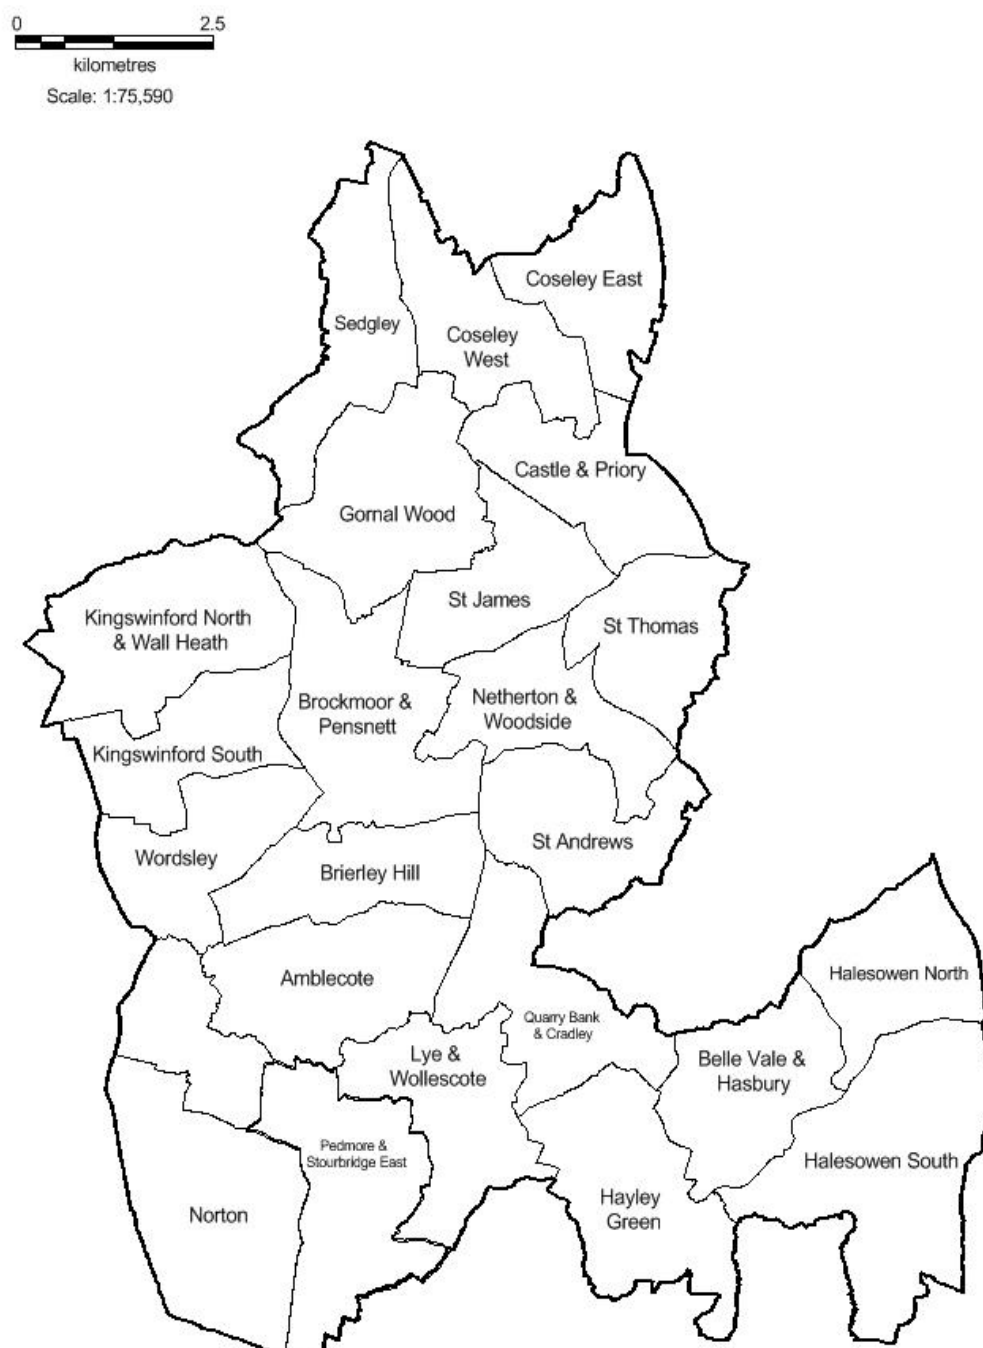 0 2.5
kilometres
Scale: 1:75,590
Coseley East
Sedgley
Coseley
West
Castle & Priory
Gornal Wood
St James
Kingswinford North
& Wall Heath
St Thomas
Brockmoor &
Pensnett
Netherton &
Woodside
Kingswinford South
Wordsley
St Andrews
Brierley Hill
Amblecote
Halesowen North
Quarry Bank
& Cradley
Lye &
Wollescote
Belle Vale &
Hasbury
Pedmore &
Stourbridge East
Halesowen South
Norton
Hayley
Green